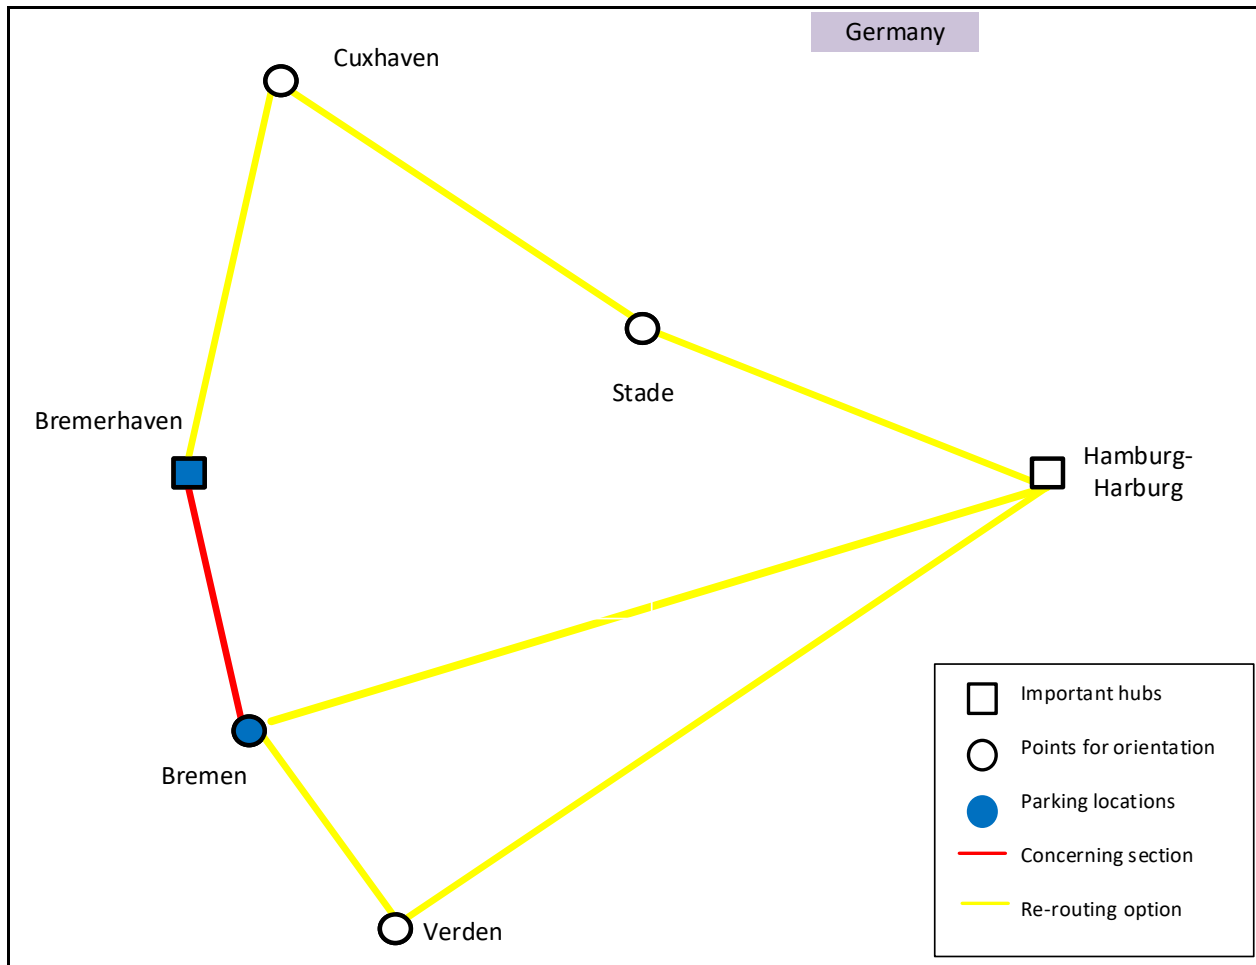 Germany
Cuxhaven
Stade
Bremerhaven
Hamburg-
Harburg
Bremen
Verden
Important hubs
Points for orientation
Parking locations
Concerning section
Re-routing option